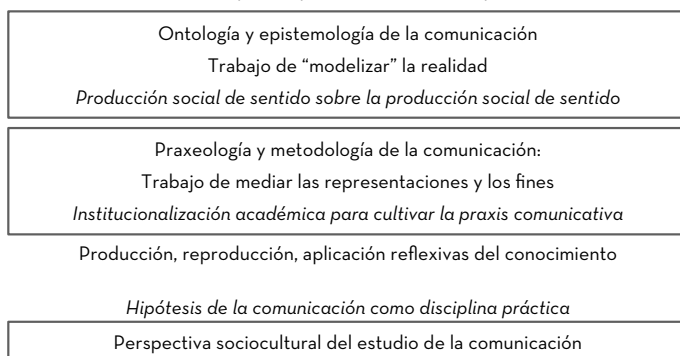 Ontología y epistemología de la comunicación
Trabajo de “modelizar” la realidad
Producción social de sentido sobre la producción social de sentido
Praxeología y metodología de la comunicación:
Trabajo de mediar las representaciones y los fines
Institucionalización académica para cultivar la praxis comunicativa
Producción, reproducción, aplicación reflexivas del conocimiento
Hipótesis de la comunicación como disciplina práctica
Perspectiva sociocultural del estudio de la comunicación